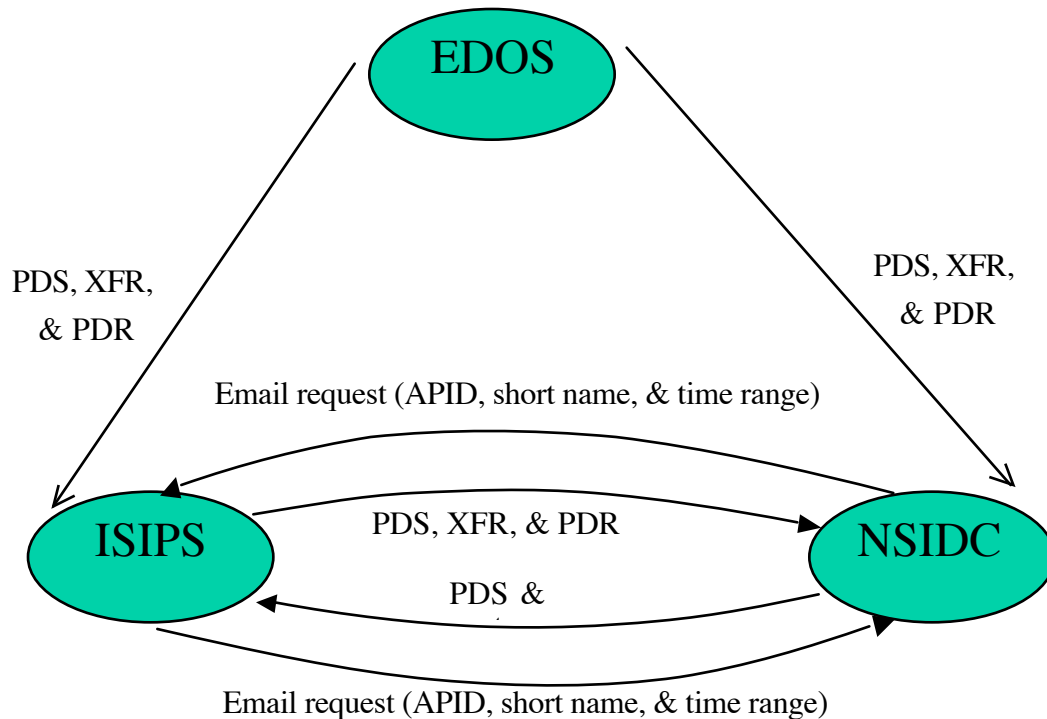 EDOS
PDS, XFR,
& PDR
PDS, XFR,
& PDR
Email request (APID, short name, & time range)
ISIPS
PDS, XFR, & PDR
NSIDC
PDS &
Email request (APID, short name, & time range)